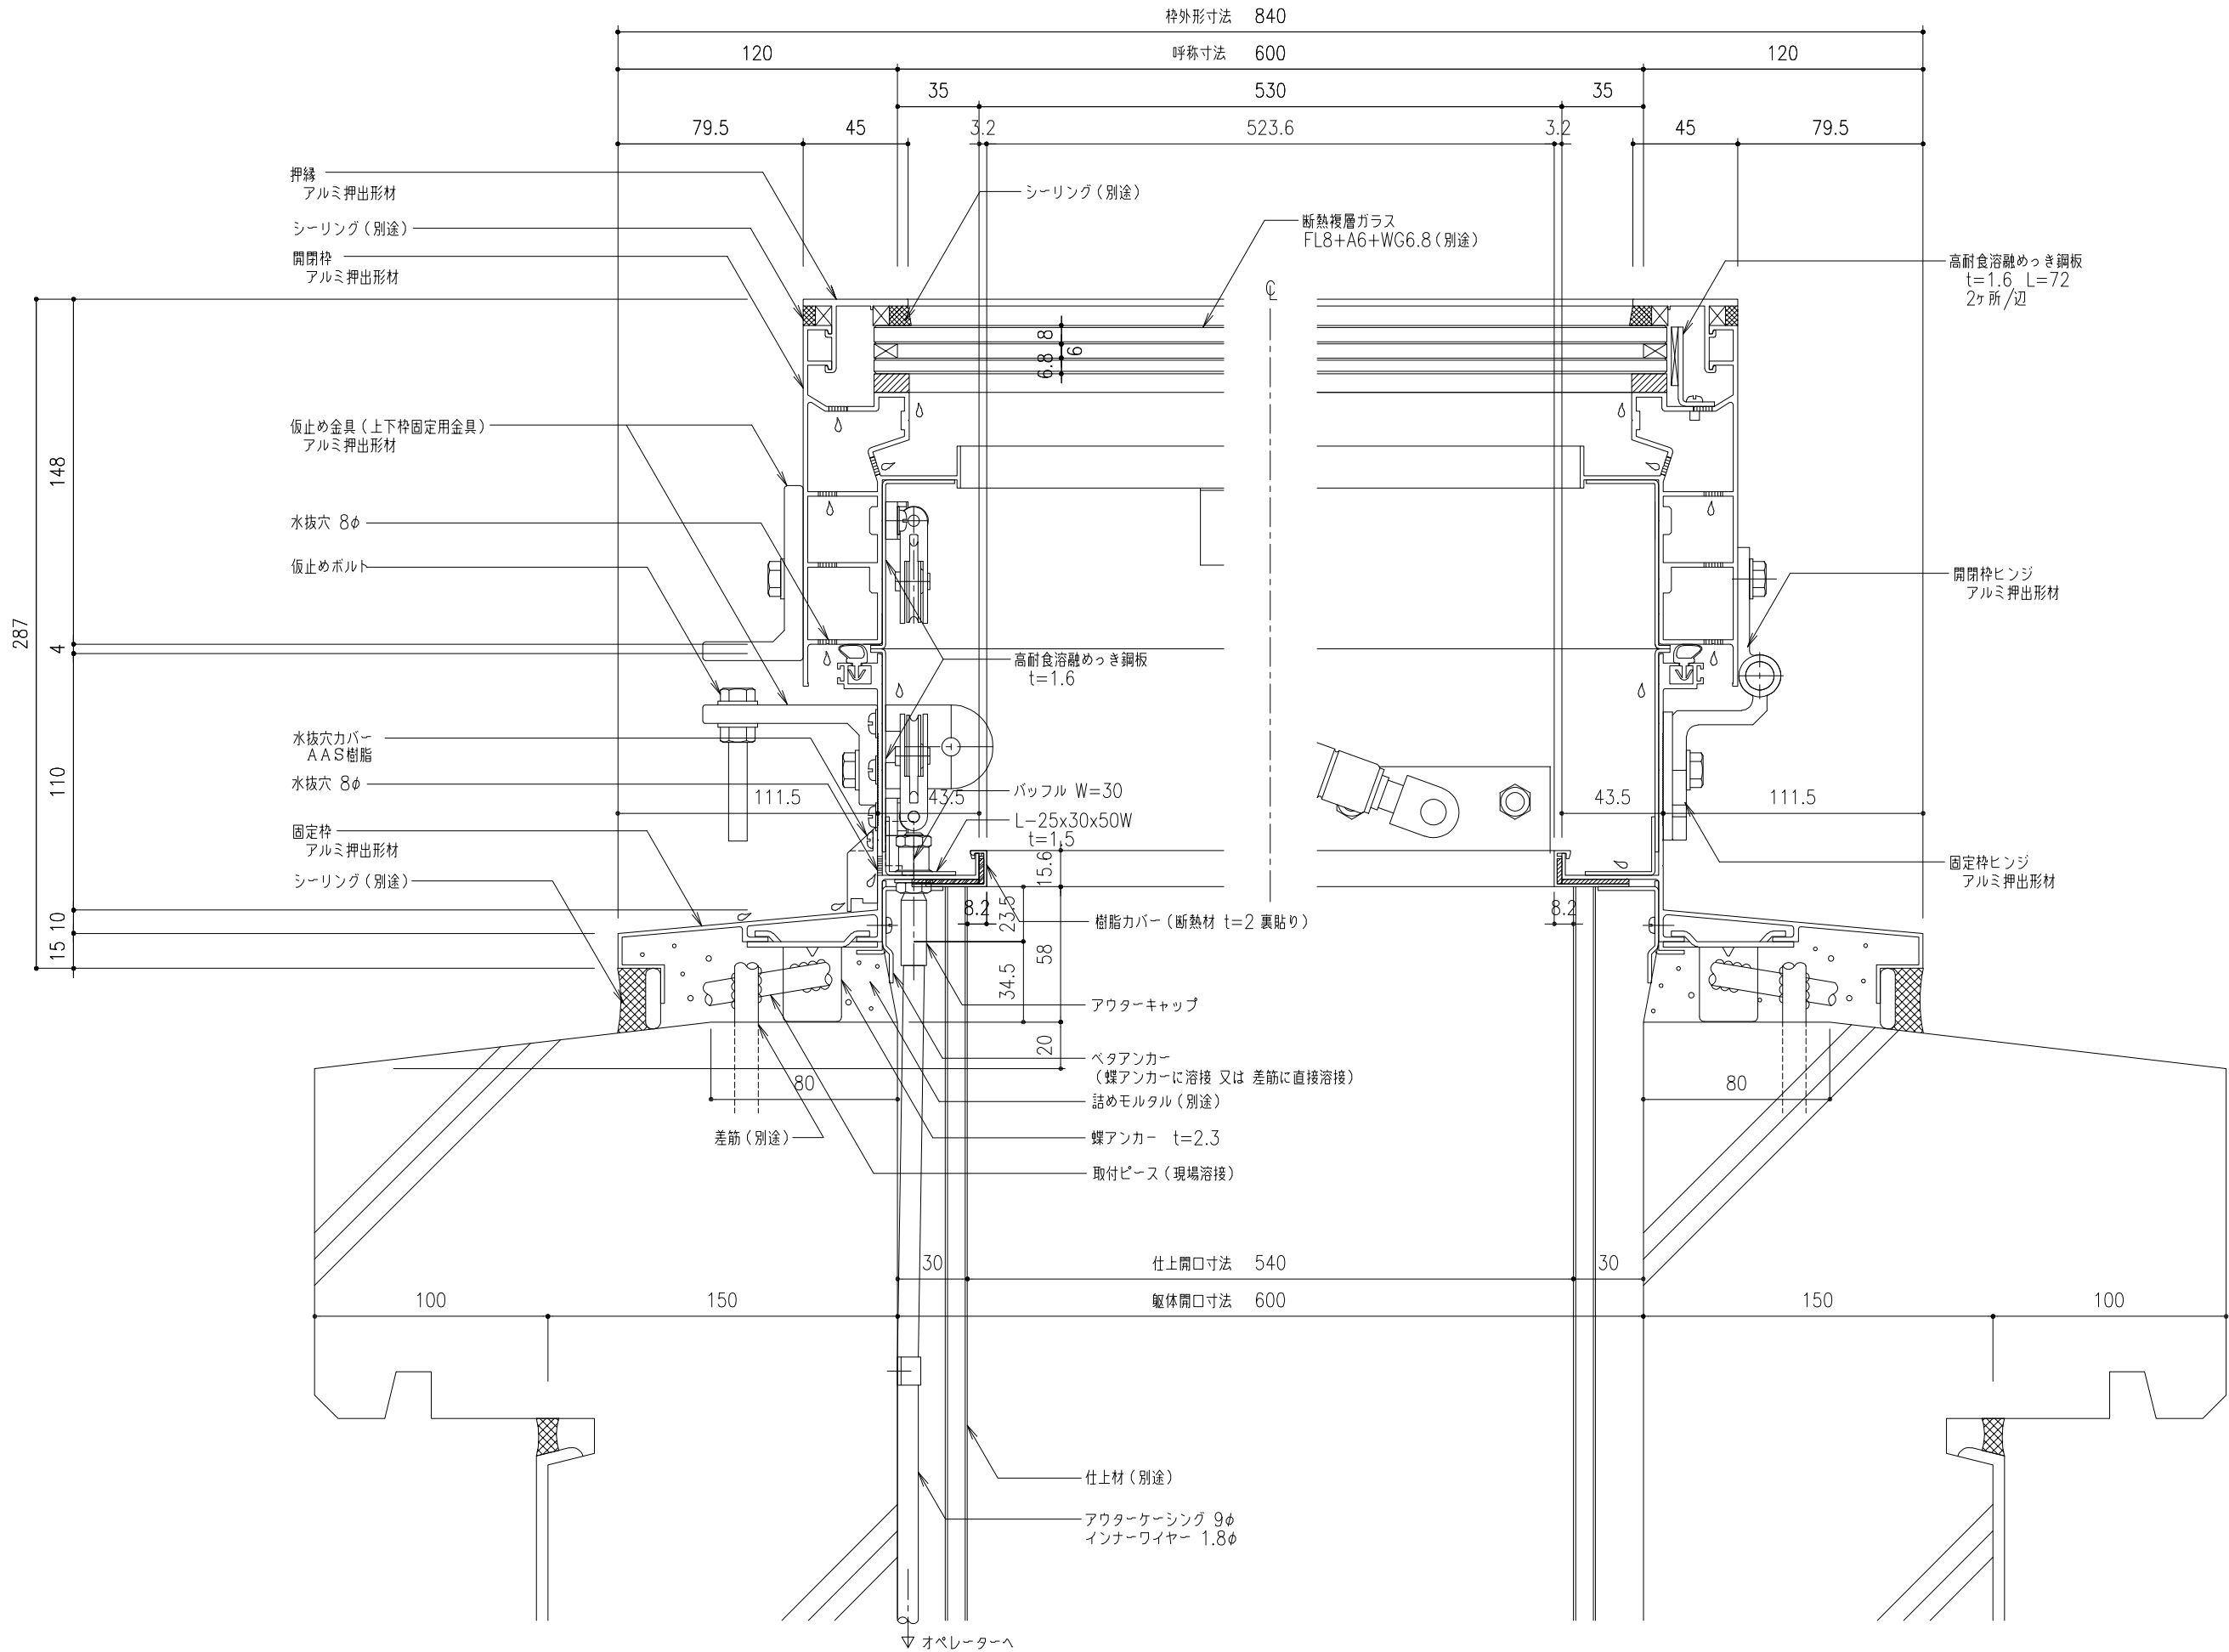 枠外形寸法 840
120 呼称寸法 600 120
35 530 35
79.5 45 3.2 523.6 3.2 45 79.5
押縁
アルミ押出形材
シーリング（別途）
シーリング（別途）
開閉枠
アルミ押出形材
断熱複層ガラス
FL8+A6+WG6.8（別途）
高耐食溶融めっき鋼板
t=1.6 L=72
2ヶ所/辺
℄
8
6
6.8
仮止め金具（上下枠固定用金具）
アルミ押出形材
148
水抜穴 8φ
仮止めボルト
開閉枠ヒンジ
アルミ押出形材
287
4
高耐食溶融めっき鋼板
t=1.6
水抜穴カバー
AAS樹脂
水抜穴 8φ
110
111.5 43.5
バッフル W=30
43.5 111.5
L-25x30x50W
t=1.5
固定枠
アルミ押出形材
シーリング（別途）
15.6
固定枠ヒンジ
アルミ押出形材
8.2
23.5
8.2
樹脂カバー（断熱材 t=2 裏貼り）
10
15
58
34.5
アウターキャップ
20
ベタアンカー
（蝶アンカーに溶接 又は 差筋に直接溶接）
80
80
詰めモルタル（別途）
差筋（別途）
蝶アンカー t=2.3
取付ピース（現場溶接）
30 仕上開口寸法 540 30
100 150 躯体開口寸法 600 150 100
仕上材（別途）
アウターケーシング 9φ
インナーワイヤー 1.8φ
オペレーターへ